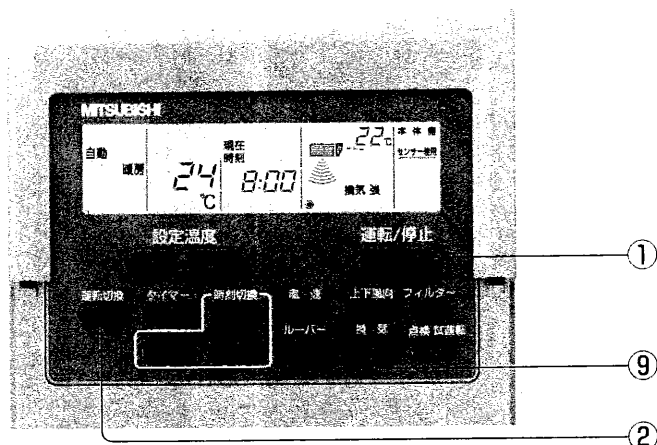 MITSUBISHI
自動
暖房
24℃
現在時刻
8:00
22℃
換気 強
本体側
センサー使用
設定温度
運転/停止
運転切換
タイマー
時刻切換
風速
上下風向
フィルター
ルーバー
換気
点検
試運転
①
⑨
②